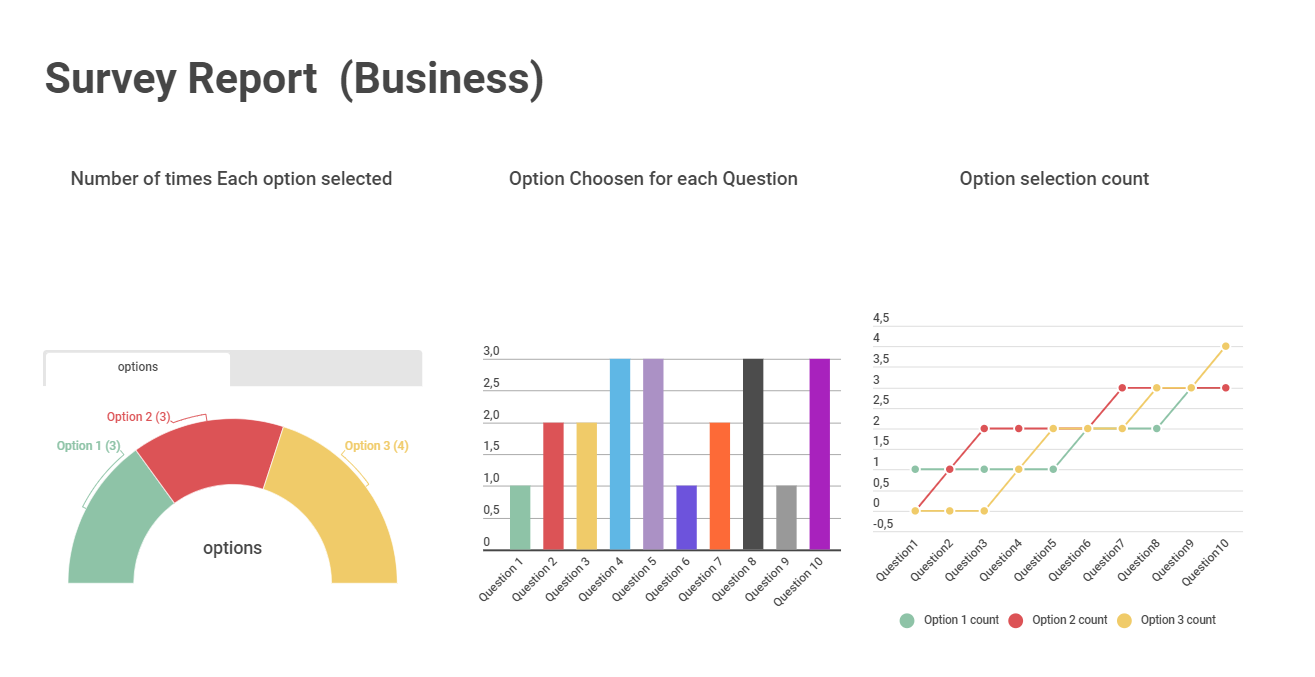 Survey Report  (Business)
Number of times Each option selected
options
Option 2 (3)
Option 1 (3)
Option 3 (4)
options
Option Choosen for each Question
3,0
2,5
2,0
1,5
1,0
0,5
0
Question 1
Question 2
Question 3
Question 4
Question 5
Question 6
Question 7
Question 8
Question 9
Question 10
Option selection count
4,5
4
3,5
3
2,5
2
1,5
1
0,5
0
-0,5
Question1
Question2
Question3
Question4
Question5
Question6
Question7
Question8
Question9
Question10
Option 1 count
Option 2 count
Option 3 count